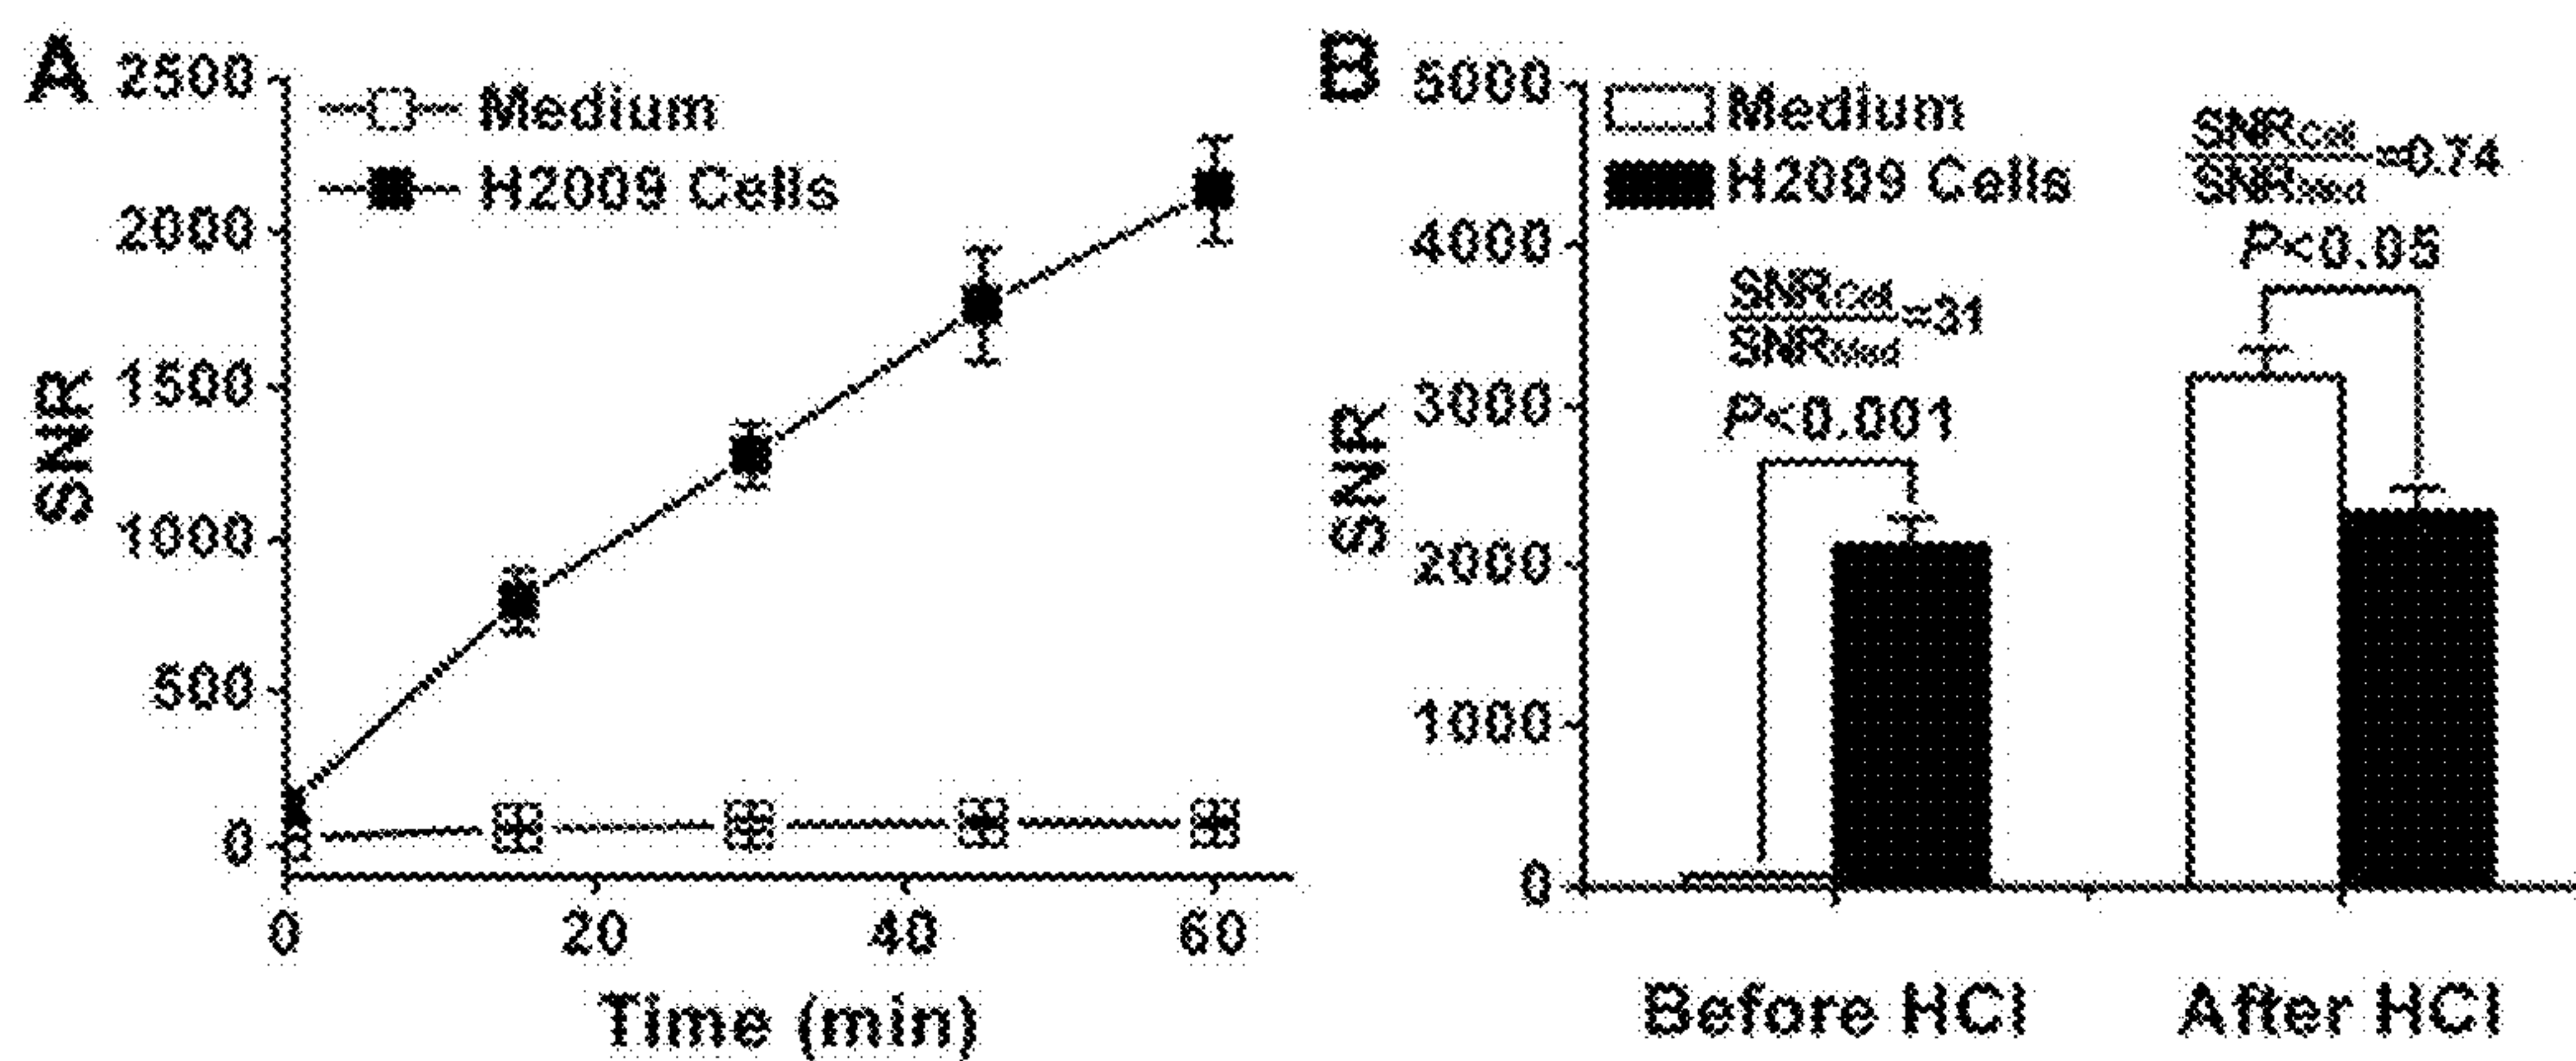 A
2500
2000
1500
1000
500
0
SNR
Medium
H2009 Cells
0 20 40 60
Time (min)
B
5000
4000
3000
2000
1000
0
SNR
Medium
H2009 Cells
SNRCell
SNRMed
=31
P<0.001
SNRCell
SNRMed
=0.74
P<0.05
Before HCl After HCl